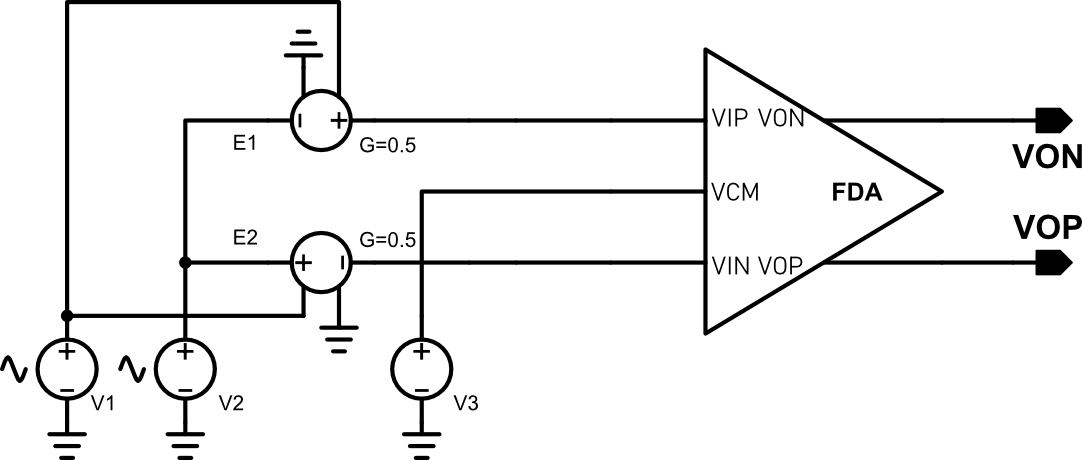 E1
G=0.5
VIP VON
VON
VCM
FDA
E2
G=0.5
VOP
VIN VOP
V1
V2
V3